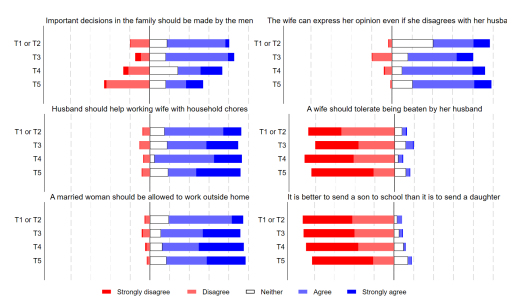 Important decisions in the family should be made by the men
T1 or T2
T3
T4
T5
The wife can express her opinion even if she disagrees with her husba
T1 or T2
T3
T4
T5
Husband should help working wife with household chores
T1 or T2
T3
T4
T5
A wife should tolerate being beaten by her husband
T1 or T2
T3
T4
T5
A married woman should be allowed to work outside home
T1 or T2
T3
T4
T5
It is better to send a son to school than it is to send a daughter
T1 or T2
T3
T4
T5
Strongly disagree
Disagree
Neither
Agree
Strongly agree